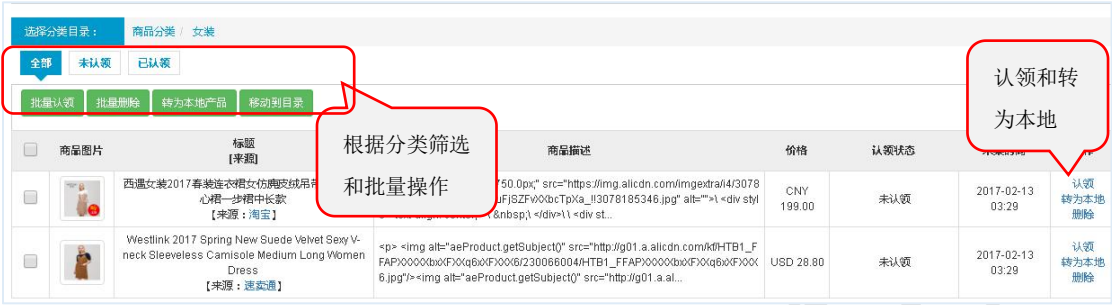 选择分类目录： 商品分类 / 女装
全部 未认领 已认领
批量认领 批量删除 转为本地产品 移动到目录
根据分类筛选
和批量操作
认领和转
为本地
商品图片 标题 商品描述 价格 认领状态
[来源]
西遇女装2017春装连衣裙女仿麂皮绒吊带
心裙一步裙中长款
【来源：淘宝】
750.0px;" src="https://img.alicdn.com/imgextra/i4/3078
uFjSZFvXXbcTpXa_!!3078185346.jpg" alt="">\ <div styl
&nbsp;\ </div>\ \ <div st...
CNY
199.00
未认领
2017-02-13
03:29
认领
转为本地
删除
Westlink 2017 Spring New Suede Velvet Sexy V-
neck Sleeveless Camisole Medium Long Women
Dress
【来源：速卖通】
<p> <img alt="aeProduct.getSubject()" src="http://g01.a.alicdn.com/kf/HTB1_F
FAPXXXXXbxXFXXq6xXFXXX6/230066004/HTB1_FFAPXXXXXbxXFXXq6xXFXXX
6.jpg"/><img alt="aeProduct.getSubject()" src="http://g01.a.al...
USD 28.80
未认领
2017-02-13
03:29
认领
转为本地
删除